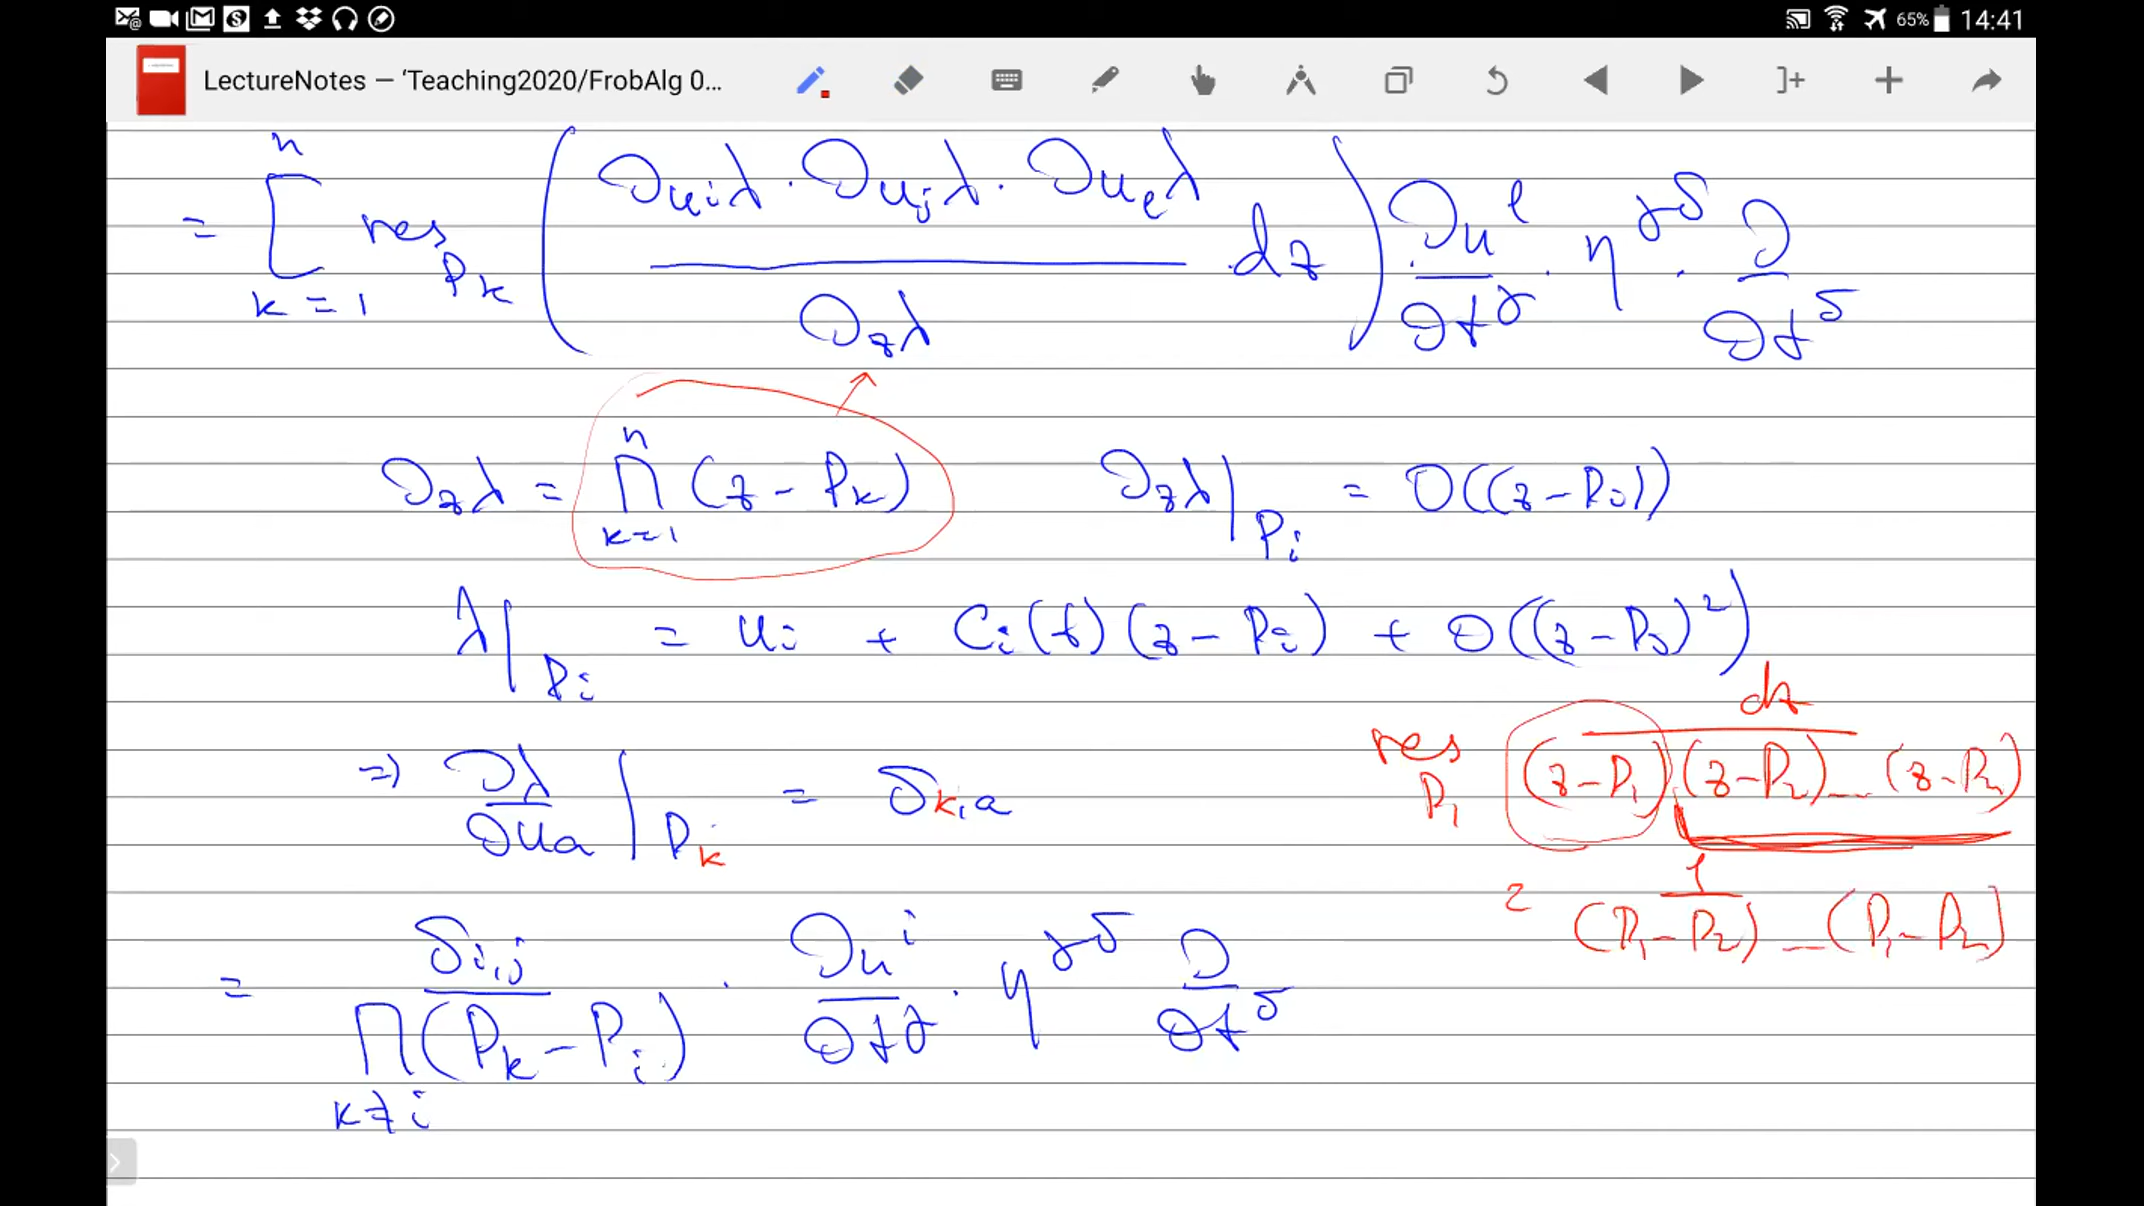 65% 14:41
LectureNotes — ‘Teaching2020/FrobAlg 0...
= ∑_{k=1}^{n} res_{P_k} ( (∂_{u_i}λ · ∂_{u_j}λ · ∂_{u_l}λ) / (∂_z λ) · dz ) · ∂u^l/∂t^γ · η^{γδ} · ∂/∂t^δ
∂_z λ = ∏_{k=1}^{n} (z - P_k)    ∂_z λ|_{P_i} = O((z - P_i))
λ|_{P_i} = u_i + C_i(t)(z - P_i) + O((z - P_i)^2)
=> ∂λ/∂u_a |_{P_k} = δ_{k,a}
res_{P_1} dz / ((z - P_1)(z - P_2) ... (z - P_n))
= 1 / ((P_1 - P_2) ... (P_1 - P_n))
= δ_{i,j} / ∏_{k≠i} (P_k - P_i) · ∂u^i/∂t^γ · η^{γδ} ∂/∂t^δ